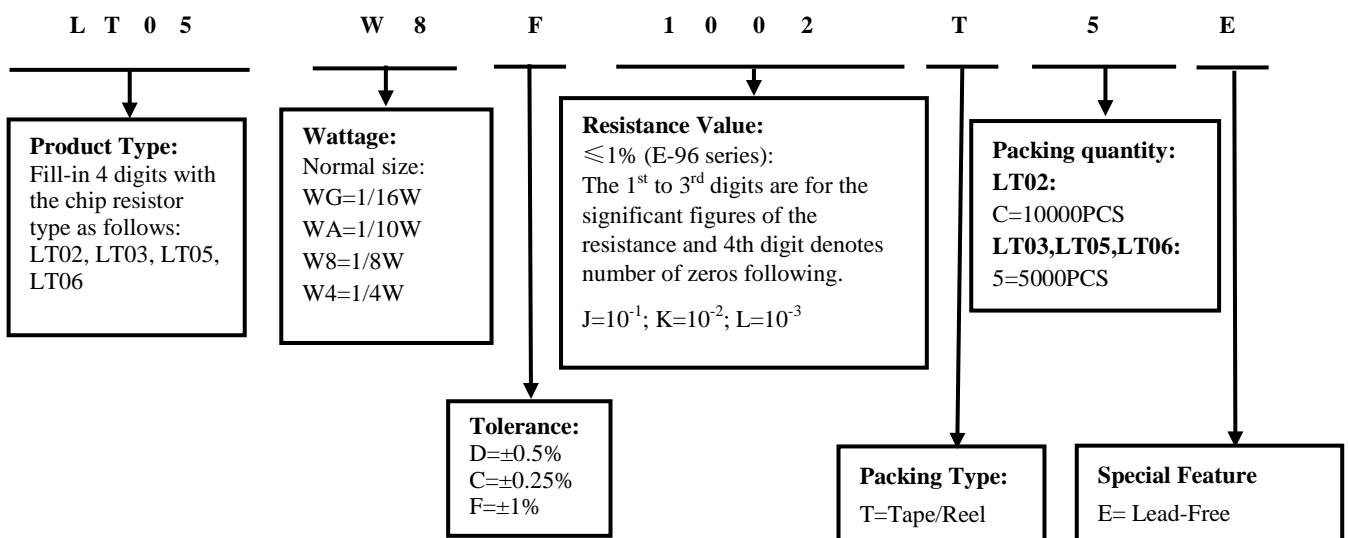 L T 0 5 W 8 F 1 0 0 2 T 5 E
Product Type:
Fill-in 4 digits with
the chip resistor
type as follows:
LT02, LT03, LT05,
LT06
Wattage:
Normal size:
WG=1/16W
WA=1/10W
W8=1/8W
W4=1/4W
Resistance Value:
≦1% (E-96 series):
The 1st to 3rd digits are for the
significant figures of the
resistance and 4th digit denotes
number of zeros following.
J=10-1; K=10-2; L=10-3
Packing quantity:
LT02:
C=10000PCS
LT03,LT05,LT06:
5=5000PCS
Tolerance:
D=±0.5%
C=±0.25%
F=±1%
Packing Type:
T=Tape/Reel
Special Feature
E= Lead-Free